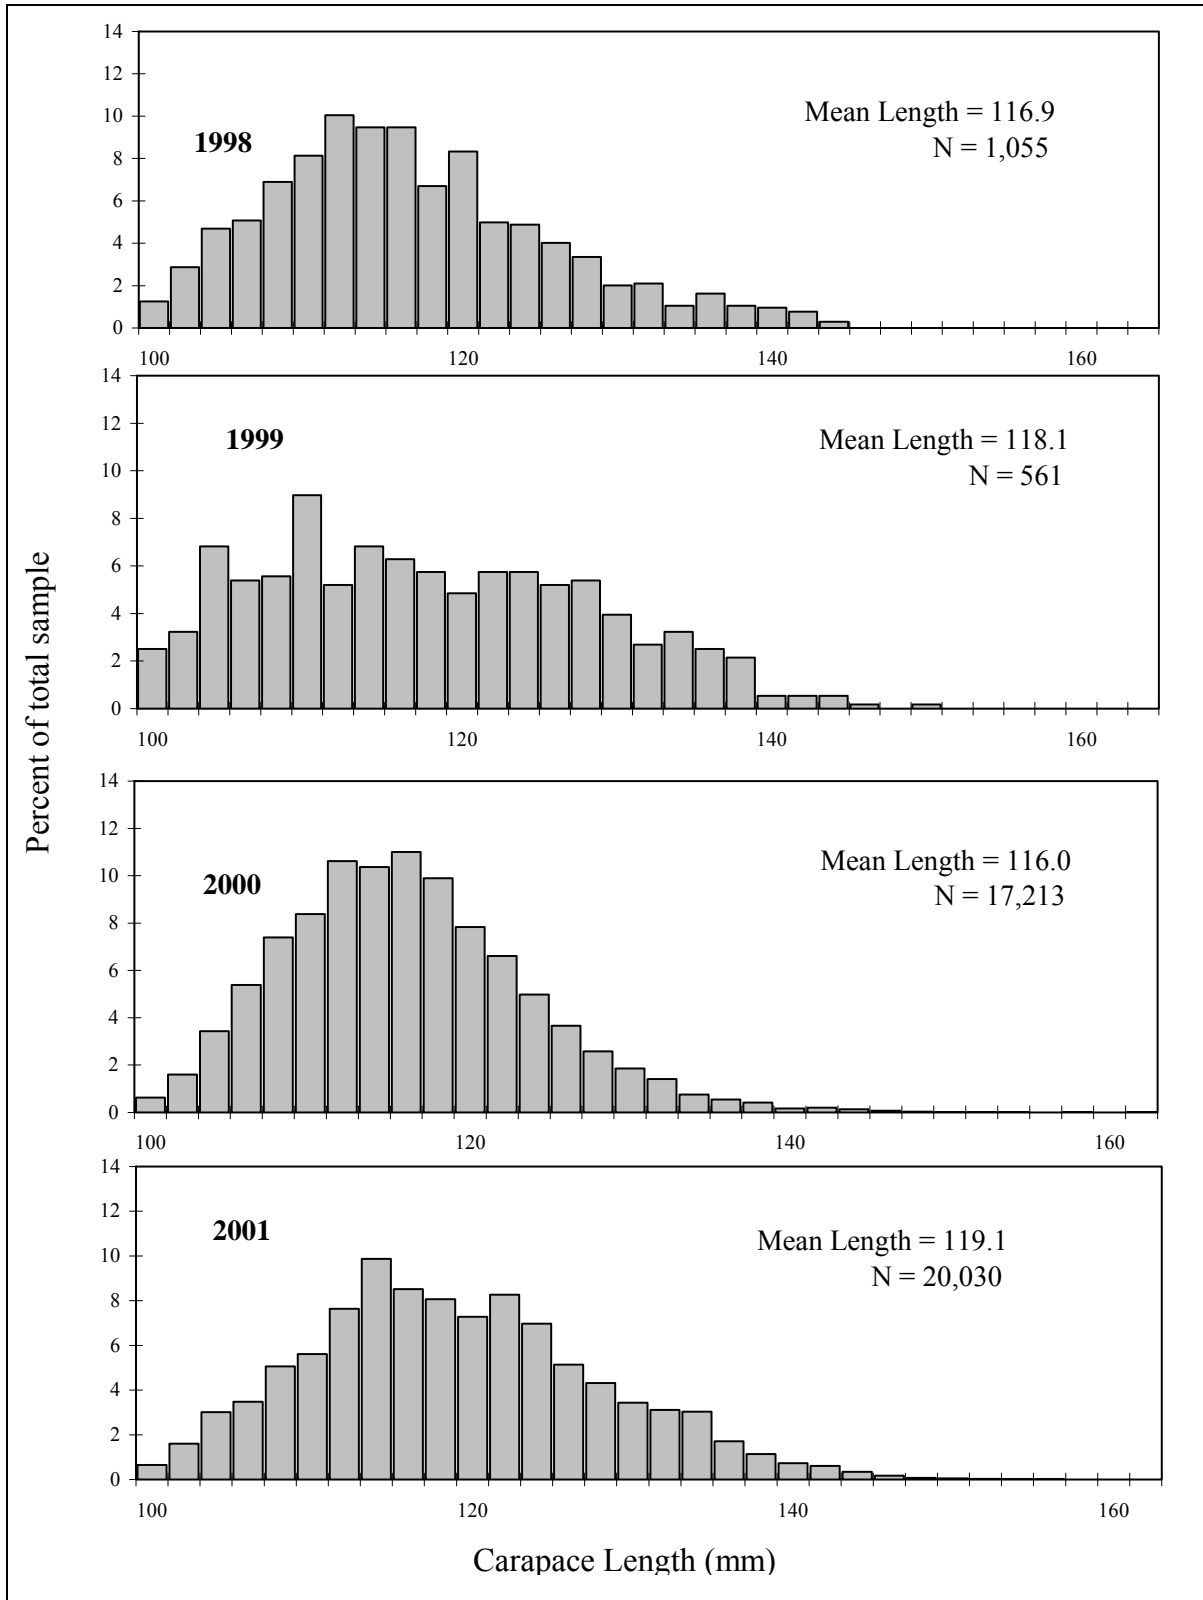 Percent of total sample
14
12
10
8
6
4
2
0
1998
Mean Length = 116.9
N = 1,055
100 120 140 160
14
12
10
8
6
4
2
0
1999
Mean Length = 118.1
N = 561
100 120 140 160
14
12
10
8
6
4
2
0
2000
Mean Length = 116.0
N = 17,213
100 120 140 160
14
12
10
8
6
4
2
0
2001
Mean Length = 119.1
N = 20,030
100 120 140 160
Carapace Length (mm)